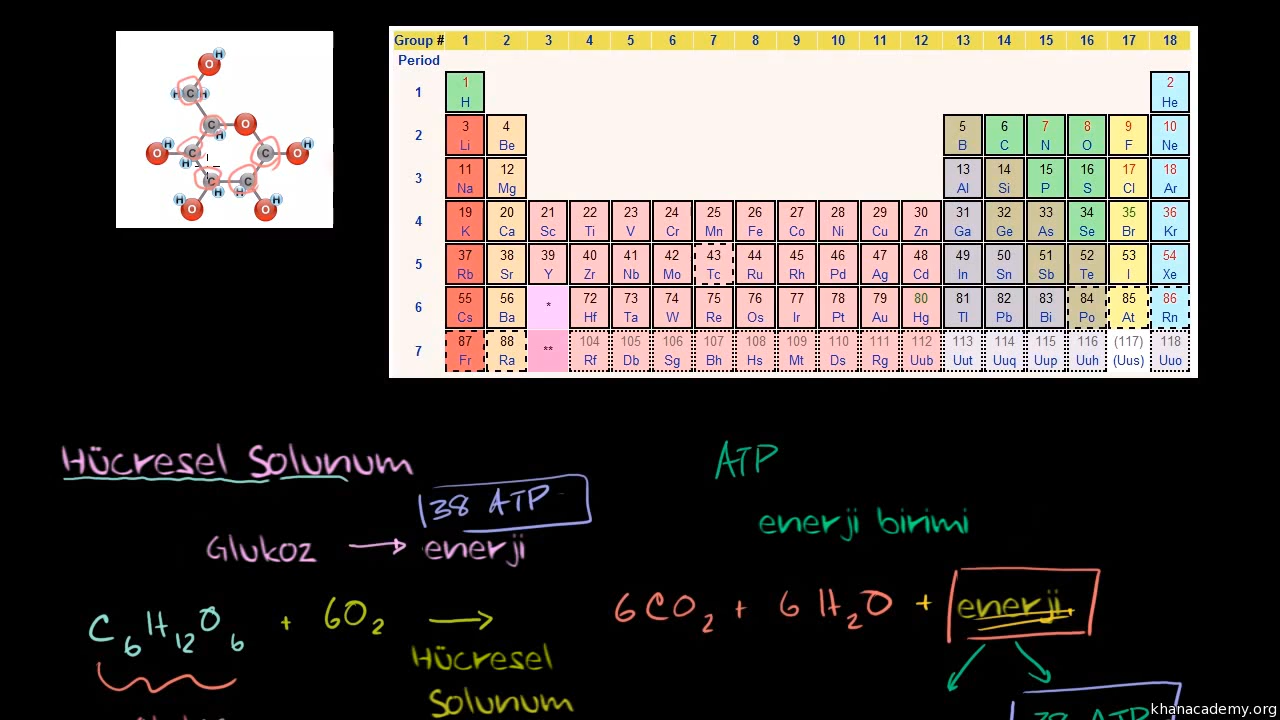 Group # 1 2 3 4 5 6 7 8 9 10 11 12 13 14 15 16 17 18
Period
1 1 H 2 He
2 3 Li 4 Be 5 B 6 C 7 N 8 O 9 F 10 Ne
3 11 Na 12 Mg 13 Al 14 Si 15 P 16 S 17 Cl 18 Ar
4 19 K 20 Ca 21 Sc 22 Ti 23 V 24 Cr 25 Mn 26 Fe 27 Co 28 Ni 29 Cu 30 Zn 31 Ga 32 Ge 33 As 34 Se 35 Br 36 Kr
5 37 Rb 38 Sr 39 Y 40 Zr 41 Nb 42 Mo 43 Tc 44 Ru 45 Rh 46 Pd 47 Ag 48 Cd 49 In 50 Sn 51 Sb 52 Te 53 I 54 Xe
6 55 Cs 56 Ba * 72 Hf 73 Ta 74 W 75 Re 76 Os 77 Ir 78 Pt 79 Au 80 Hg 81 Tl 82 Pb 83 Bi 84 Po 85 At 86 Rn
7 87 Fr 88 Ra ** 104 Rf 105 Db 106 Sg 107 Bh 108 Hs 109 Mt 110 Ds 111 Rg 112 Uub 113 Uut 114 Uuq 115 Uup 116 Uuh (117) (Uus) 118 Uuo
H
O
H C H
C O
H
H O C C O H
H
C C
H H
H O O H
Hücresel Solunum
ATP
38 ATP
enerji birimi
Glukoz → enerji
C6H12O6 + 6O2 → 6CO2 + 6H2O + enerji
Hücresel
Solunum
38 ATP
khanacademy.org